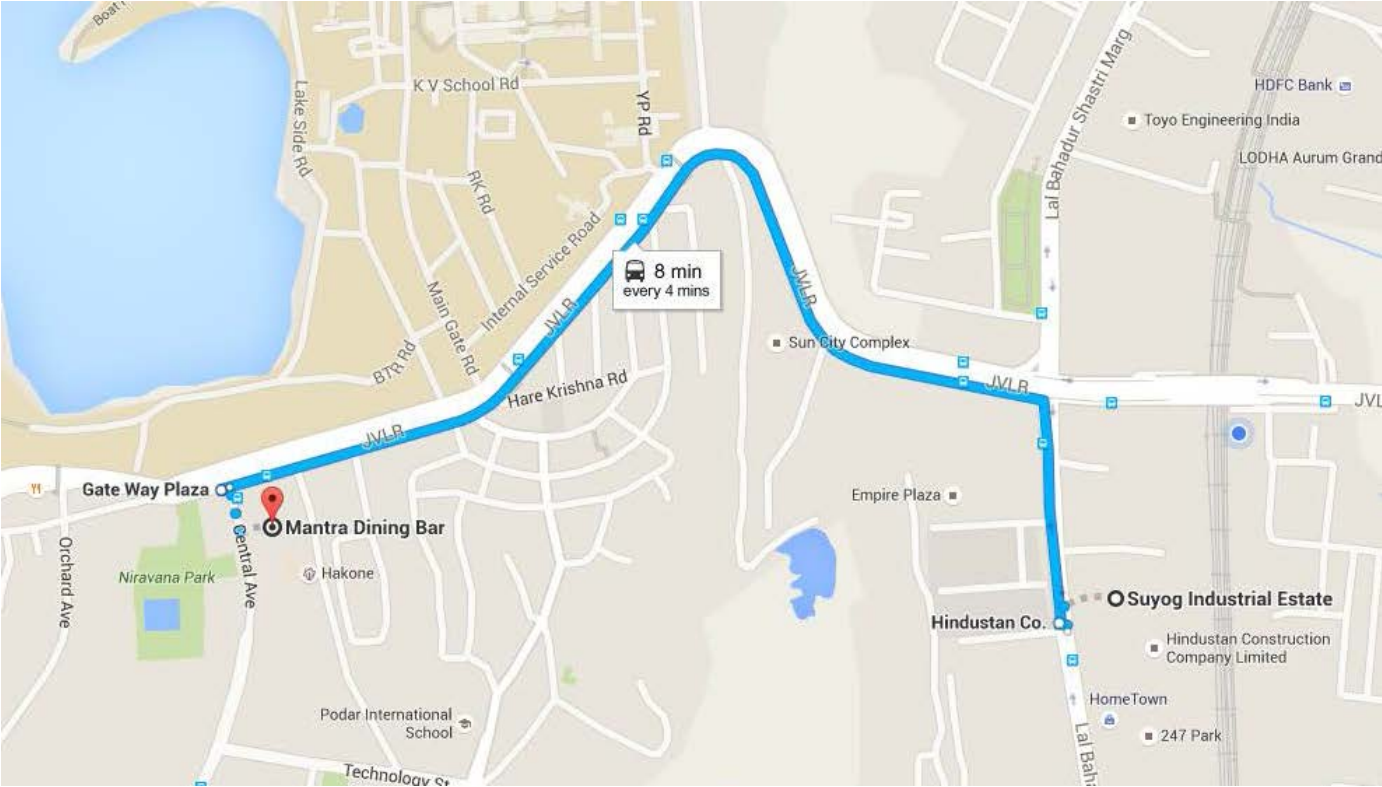 Boat
K V School Rd
Lake Side Rd
YP Rd
RK Rd
Lal Bahadur Shastri Marg
HDFC Bank
Toyo Engineering India
LODHA Aurum Grand
Internal Service Road
8 min
every 4 mins
JVLR
JVLR
Main Gate Rd
BTR Rd
Sun City Complex
JVLR
Hare Krishna Rd
JVL
JVLR
Gate Way Plaza
Mantra Dining Bar
Empire Plaza
Orchard Ave
Central Ave
Niravana Park
Hakone
Suyog Industrial Estate
Hindustan Co.
Hindustan Construction
Company Limited
HomeTown
Podar International
School
247 Park
Lal Baha
Technology St